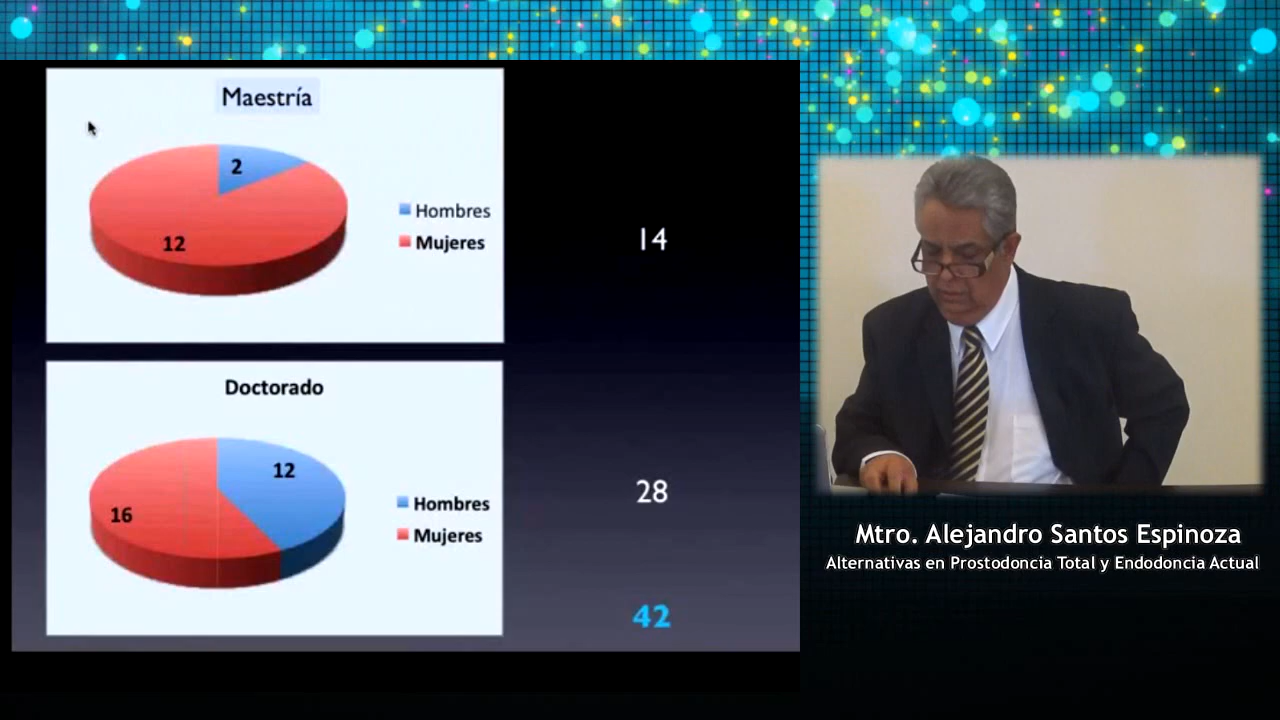 Maestría
2
12
Hombres
Mujeres
14
Doctorado
12
16
Hombres
Mujeres
28
42
Mtro. Alejandro Santos Espinoza
Alternativas en Prostodoncia Total y Endodoncia Actual